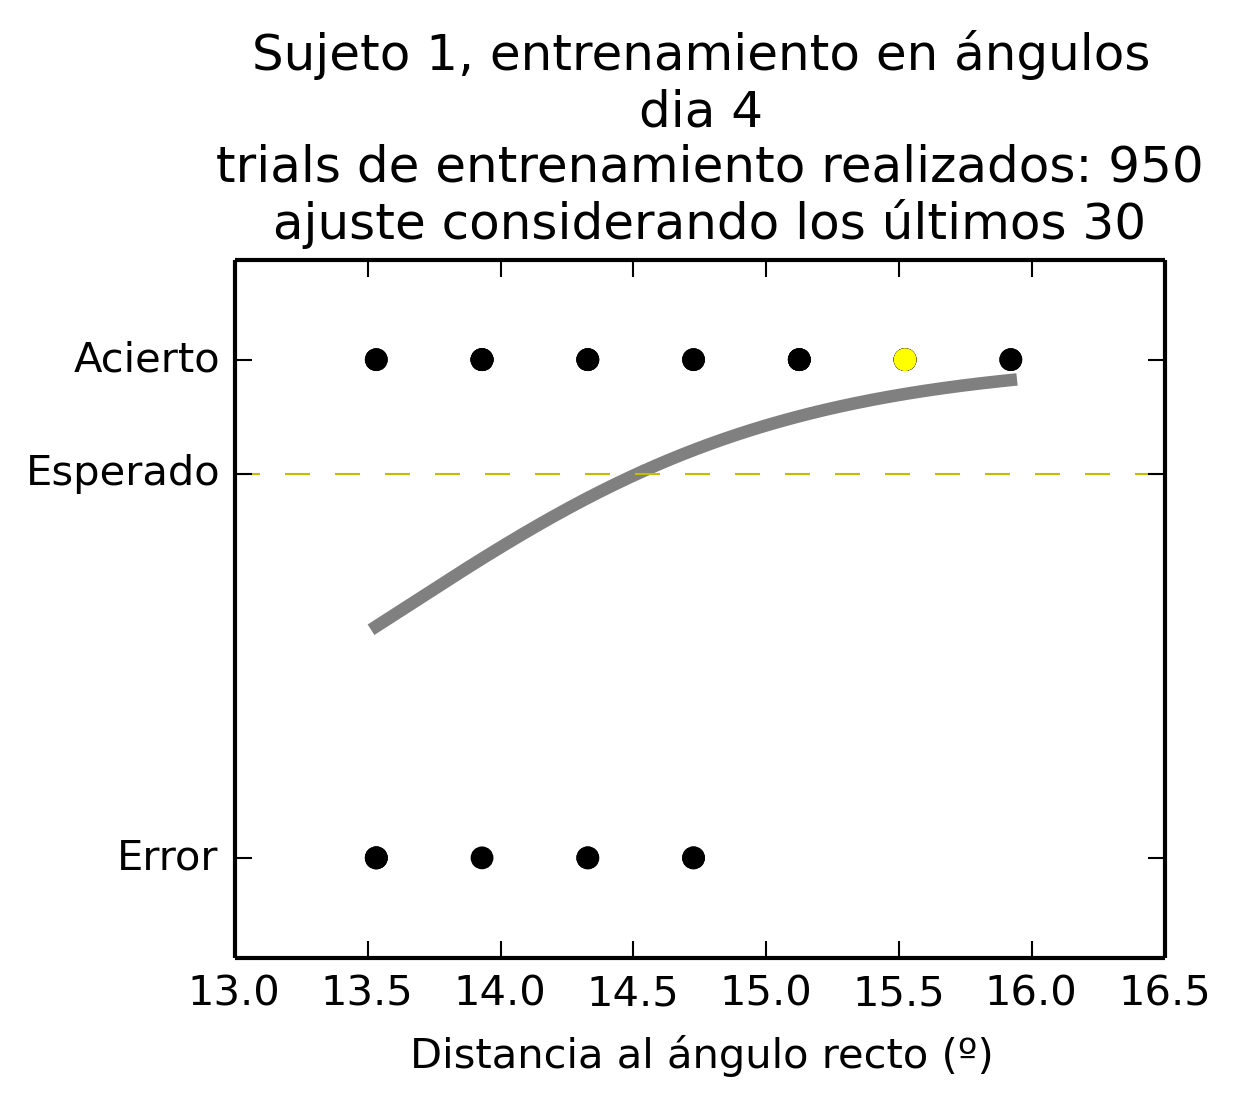 Sujeto 1, entrenamiento en ángulos
dia 4
trials de entrenamiento realizados: 950
ajuste considerando los últimos 30
Acierto
Esperado
Error
13.0 13.5 14.0 14.5 15.0 15.5 16.0 16.5
Distancia al ángulo recto (º)